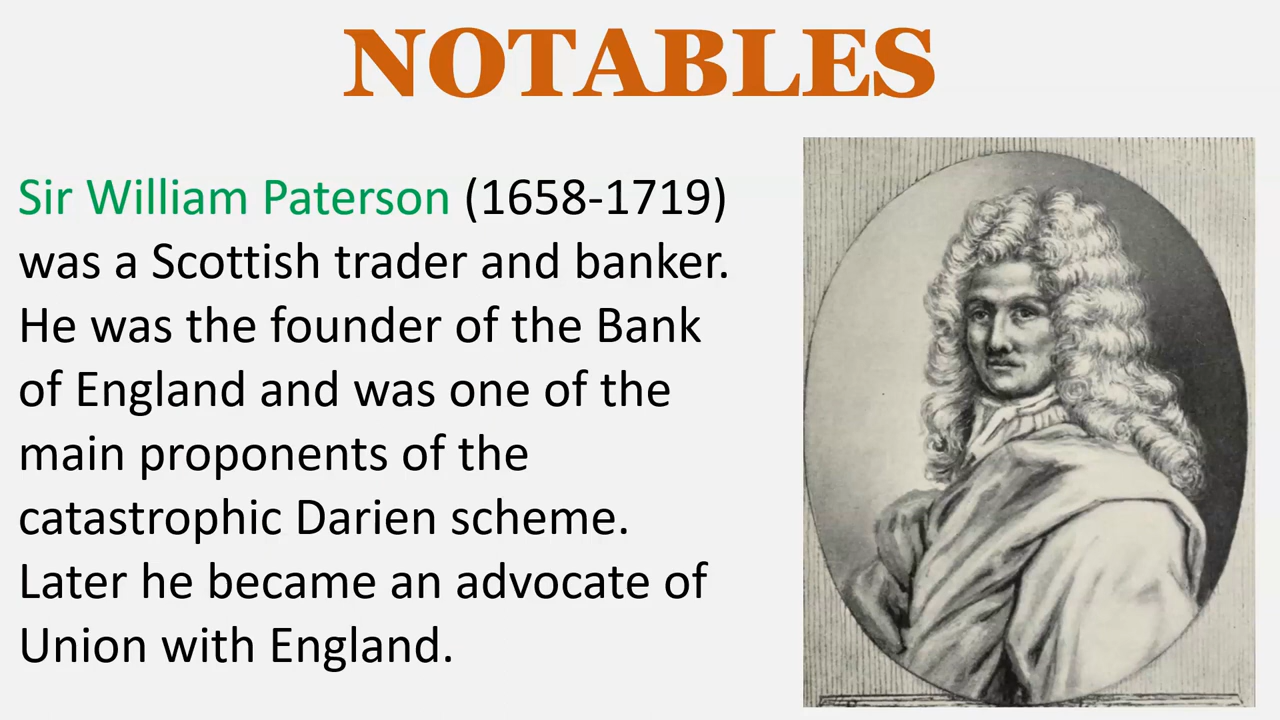 NOTABLES
Sir William Paterson (1658-1719)
was a Scottish trader and banker.
He was the founder of the Bank
of England and was one of the
main proponents of the
catastrophic Darien scheme.
Later he became an advocate of
Union with England.